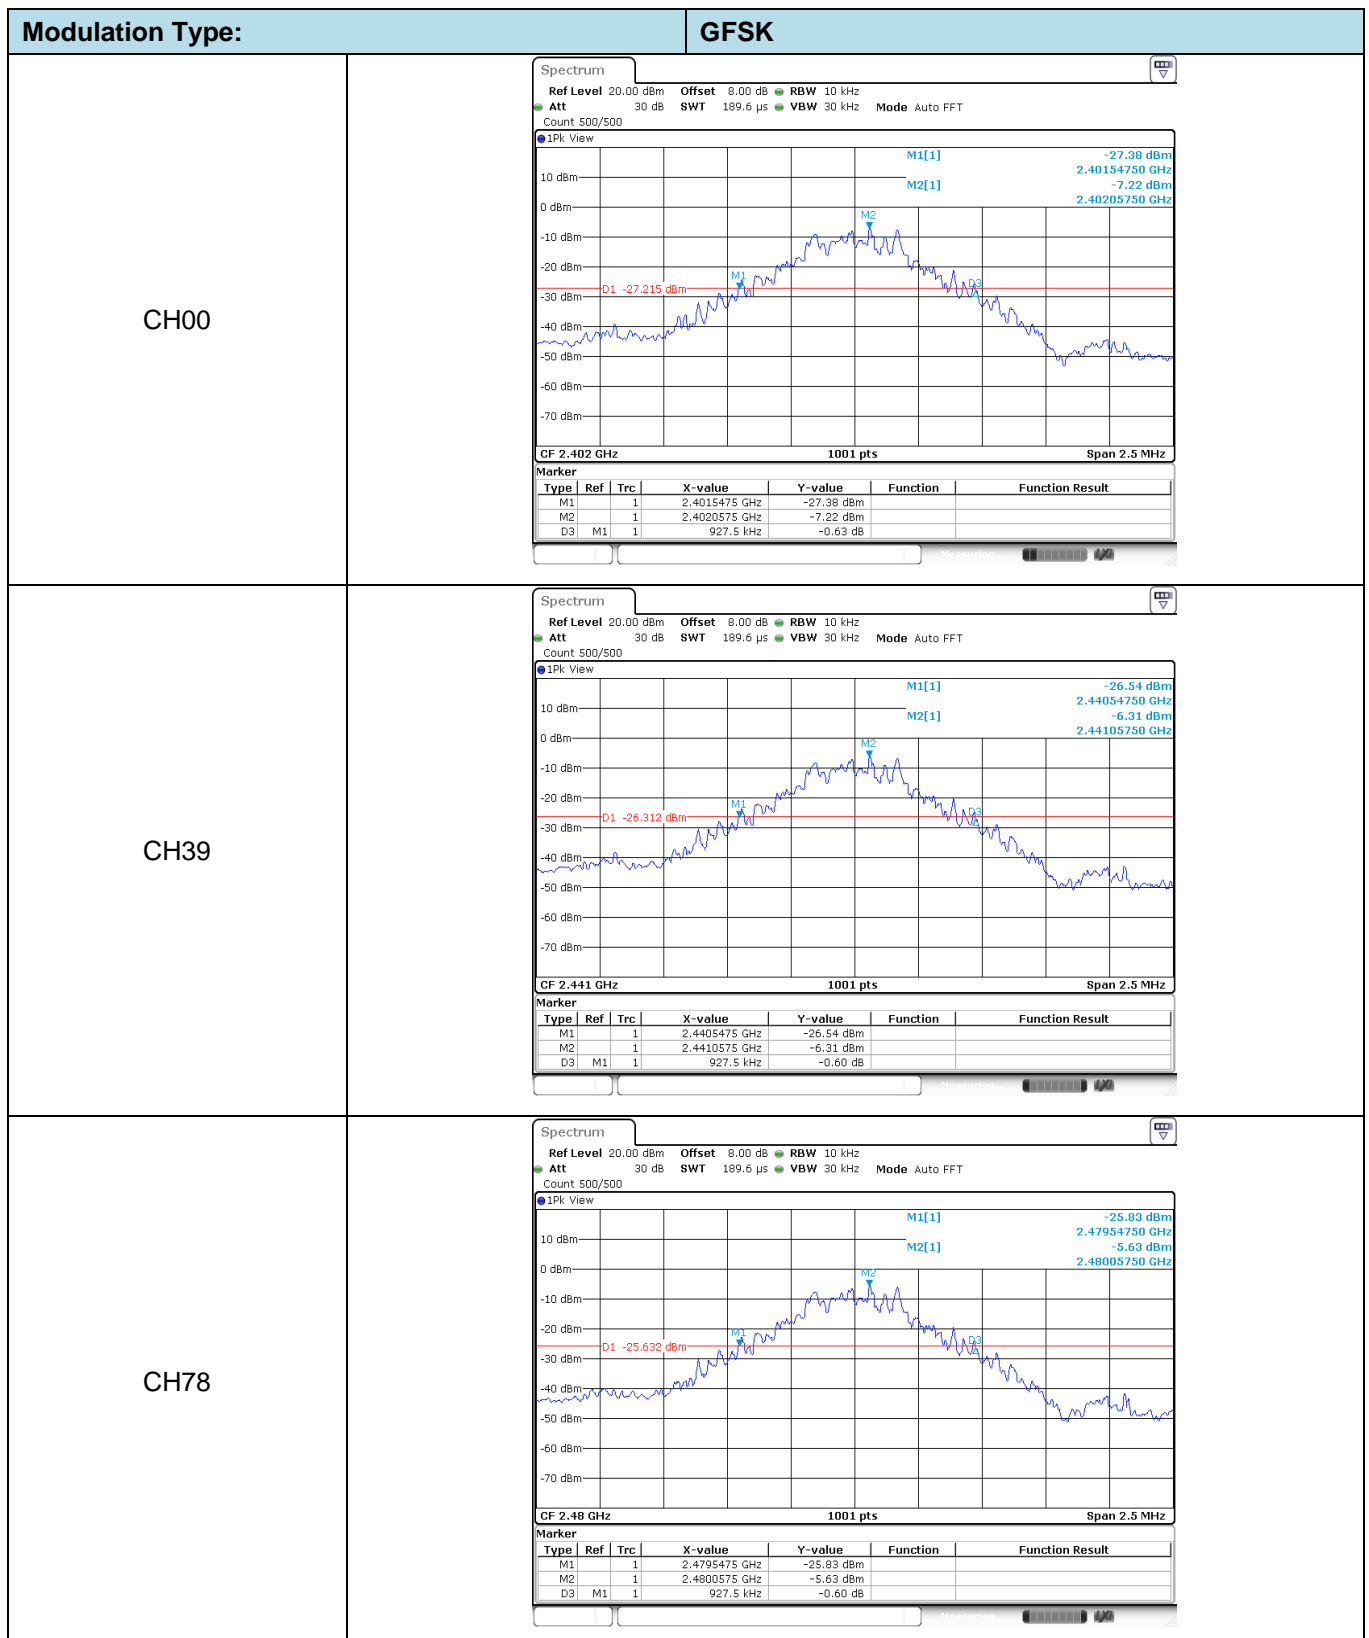 Modulation Type: GFSK
CH00
Spectrum
Ref Level 20.00 dBm Offset 8.00 dB RBW 10 kHz
Att 30 dB SWT 189.6 µs VBW 30 kHz Mode Auto FFT
Count 500/500
1Pk View
M1[1] -27.38 dBm
2.40154750 GHz
10 dBm
M2[1] -7.22 dBm
2.40205750 GHz
0 dBm
M2
-10 dBm
-20 dBm
M1
D3
D1 -27.215 dBm
-30 dBm
-40 dBm
-50 dBm
-60 dBm
-70 dBm
CF 2.402 GHz 1001 pts Span 2.5 MHz
Marker
Type Ref Trc X-value Y-value Function Function Result
M1 1 2.4015475 GHz -27.38 dBm
M2 1 2.4020575 GHz -7.22 dBm
D3 M1 1 927.5 kHz -0.63 dB
Measuring...
CH39
Spectrum
Ref Level 20.00 dBm Offset 8.00 dB RBW 10 kHz
Att 30 dB SWT 189.6 µs VBW 30 kHz Mode Auto FFT
Count 500/500
1Pk View
M1[1] -26.54 dBm
2.44054750 GHz
10 dBm
M2[1] -6.31 dBm
2.44105750 GHz
0 dBm
M2
-10 dBm
-20 dBm
M1
D3
D1 -26.312 dBm
-30 dBm
-40 dBm
-50 dBm
-60 dBm
-70 dBm
CF 2.441 GHz 1001 pts Span 2.5 MHz
Marker
Type Ref Trc X-value Y-value Function Function Result
M1 1 2.4405475 GHz -26.54 dBm
M2 1 2.4410575 GHz -6.31 dBm
D3 M1 1 927.5 kHz -0.60 dB
Measuring...
CH78
Spectrum
Ref Level 20.00 dBm Offset 8.00 dB RBW 10 kHz
Att 30 dB SWT 189.6 µs VBW 30 kHz Mode Auto FFT
Count 500/500
1Pk View
M1[1] -25.83 dBm
2.47954750 GHz
10 dBm
M2[1] -5.63 dBm
2.48005750 GHz
0 dBm
M2
-10 dBm
-20 dBm
M1
D3
D1 -25.632 dBm
-30 dBm
-40 dBm
-50 dBm
-60 dBm
-70 dBm
CF 2.48 GHz 1001 pts Span 2.5 MHz
Marker
Type Ref Trc X-value Y-value Function Function Result
M1 1 2.4795475 GHz -25.83 dBm
M2 1 2.4800575 GHz -5.63 dBm
D3 M1 1 927.5 kHz -0.60 dB
Measuring...